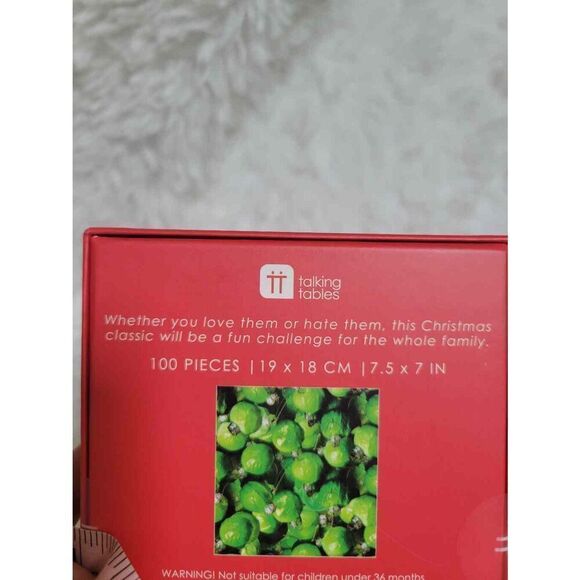 talking
tables
Whether you love them or hate them, this Christmas
classic will be a fun challenge for the whole family.
100 PIECES | 19 x 18 CM | 7.5 x 7 IN
WARNING! Not suitable for children under 36 months